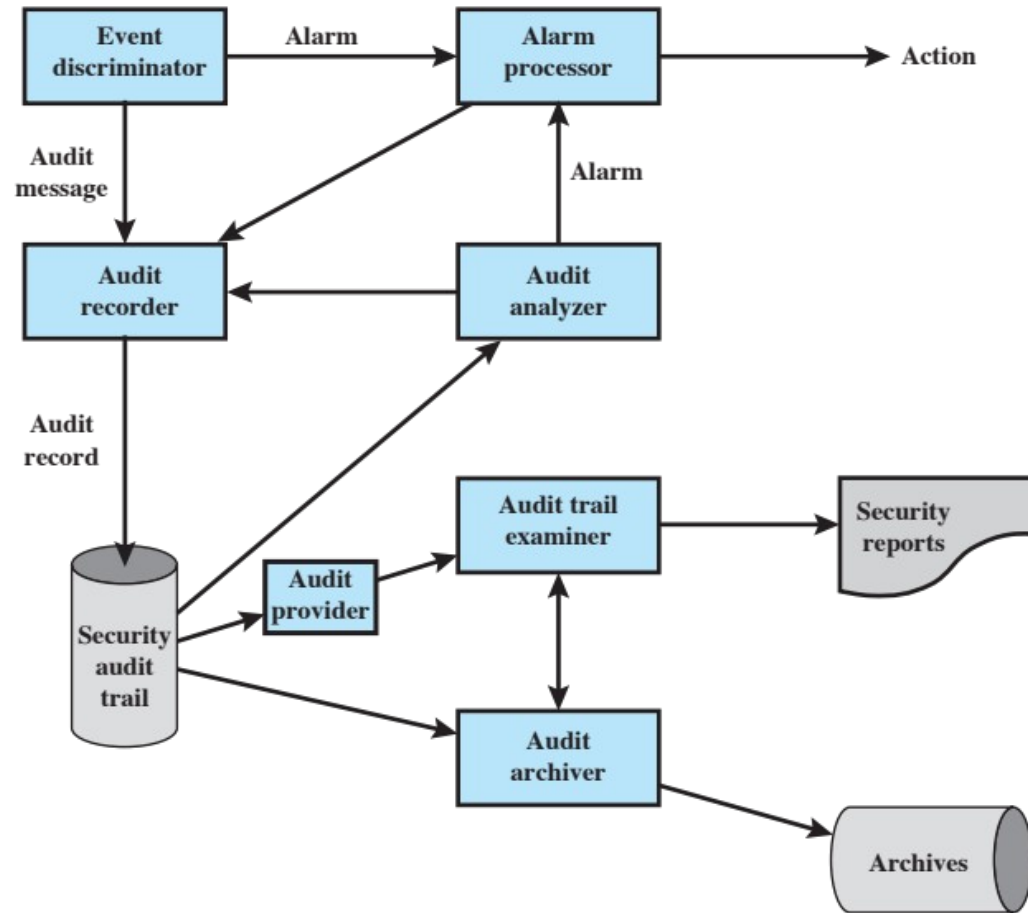 Event
discriminator
Alarm
Alarm
processor
Action
Audit
message
Alarm
Audit
recorder
Audit
analyzer
Audit
record
Audit trail
examiner
Security
reports
Audit
provider
Security
audit
trail
Audit
archiver
Archives